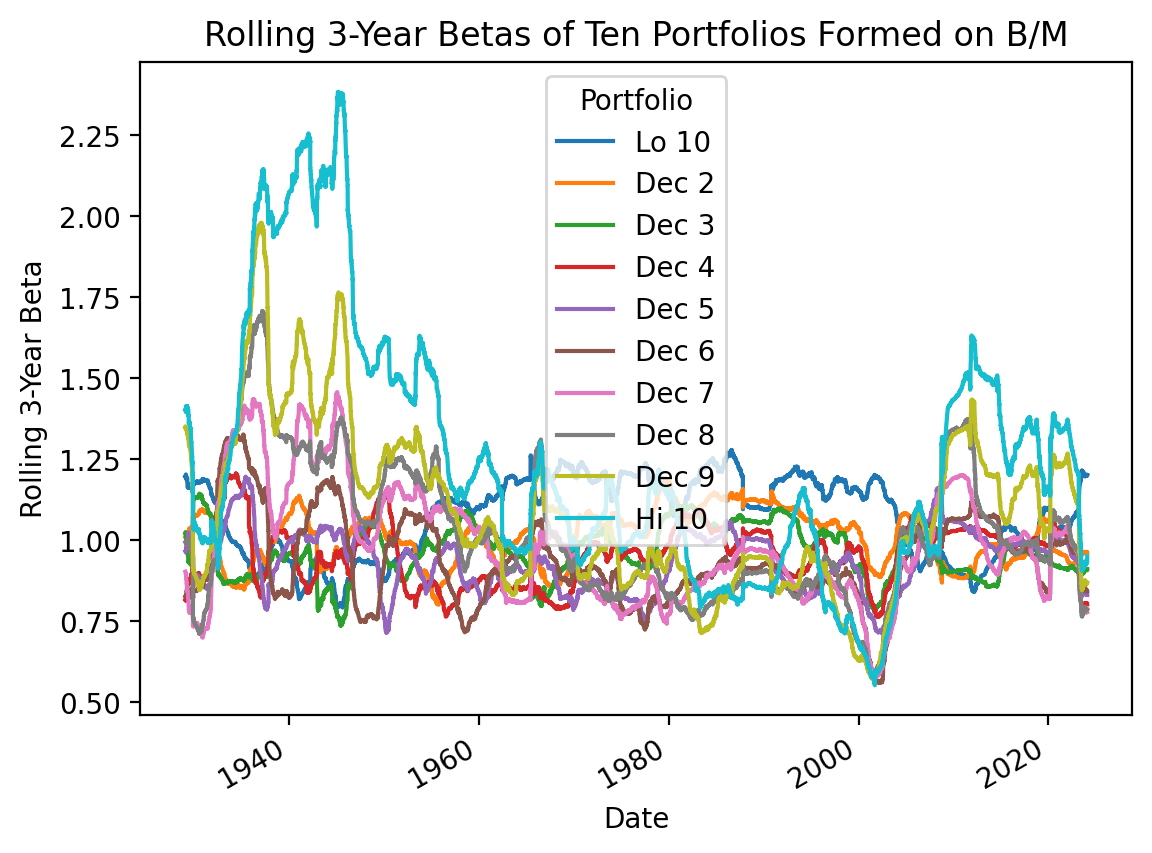 Rolling 3-Year Betas of Ten Portfolios Formed on B/M
Rolling 3-Year Beta
2.25
2.00
1.75
1.50
1.25
1.00
0.75
0.50
Portfolio
Lo 10
Dec 2
Dec 3
Dec 4
Dec 5
Dec 6
Dec 7
Dec 8
Dec 9
Hi 10
1940
1960
1980
2000
2020
Date